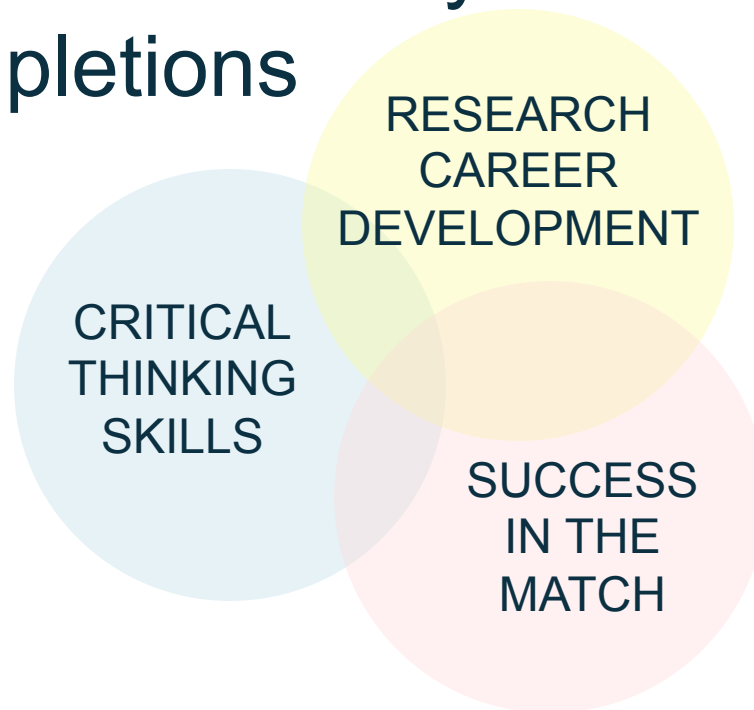 pletions
RESEARCH
CAREER
DEVELOPMENT
CRITICAL
THINKING
SKILLS
SUCCESS
IN THE
MATCH